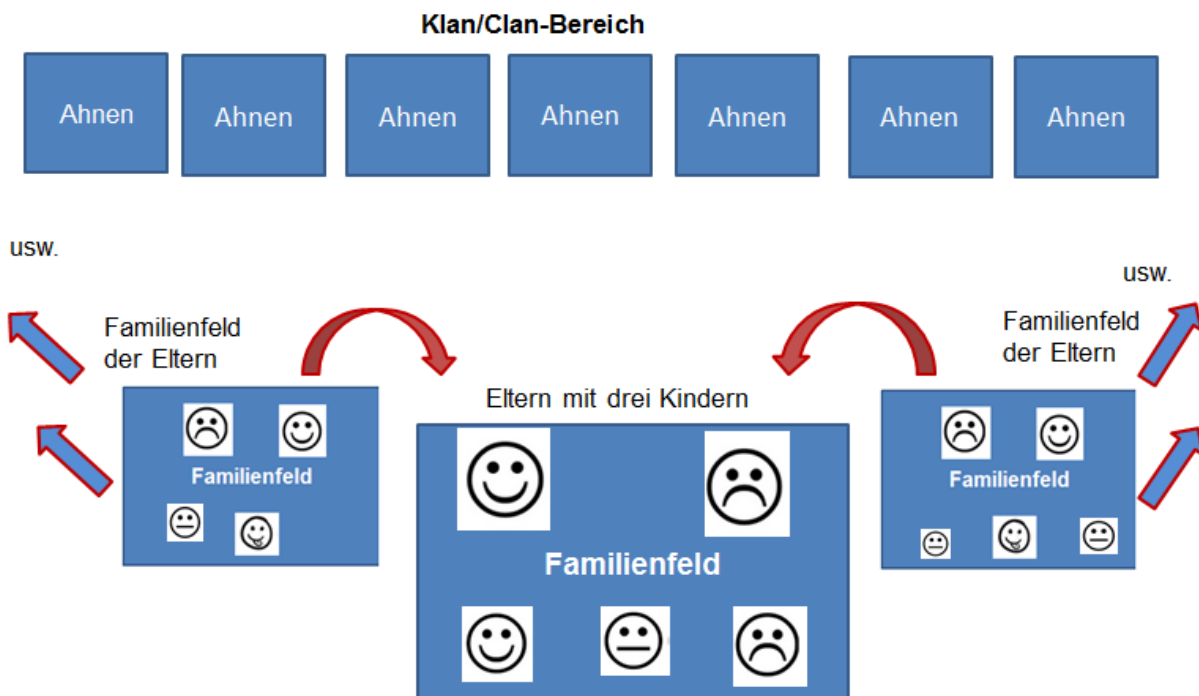 Klan/Clan-Bereich
Ahnen
Ahnen
Ahnen
Ahnen
Ahnen
Ahnen
Ahnen
usw.
usw.
Familienfeld
der Eltern
Familienfeld
der Eltern
Eltern mit drei Kindern
Familienfeld
Familienfeld
Familienfeld